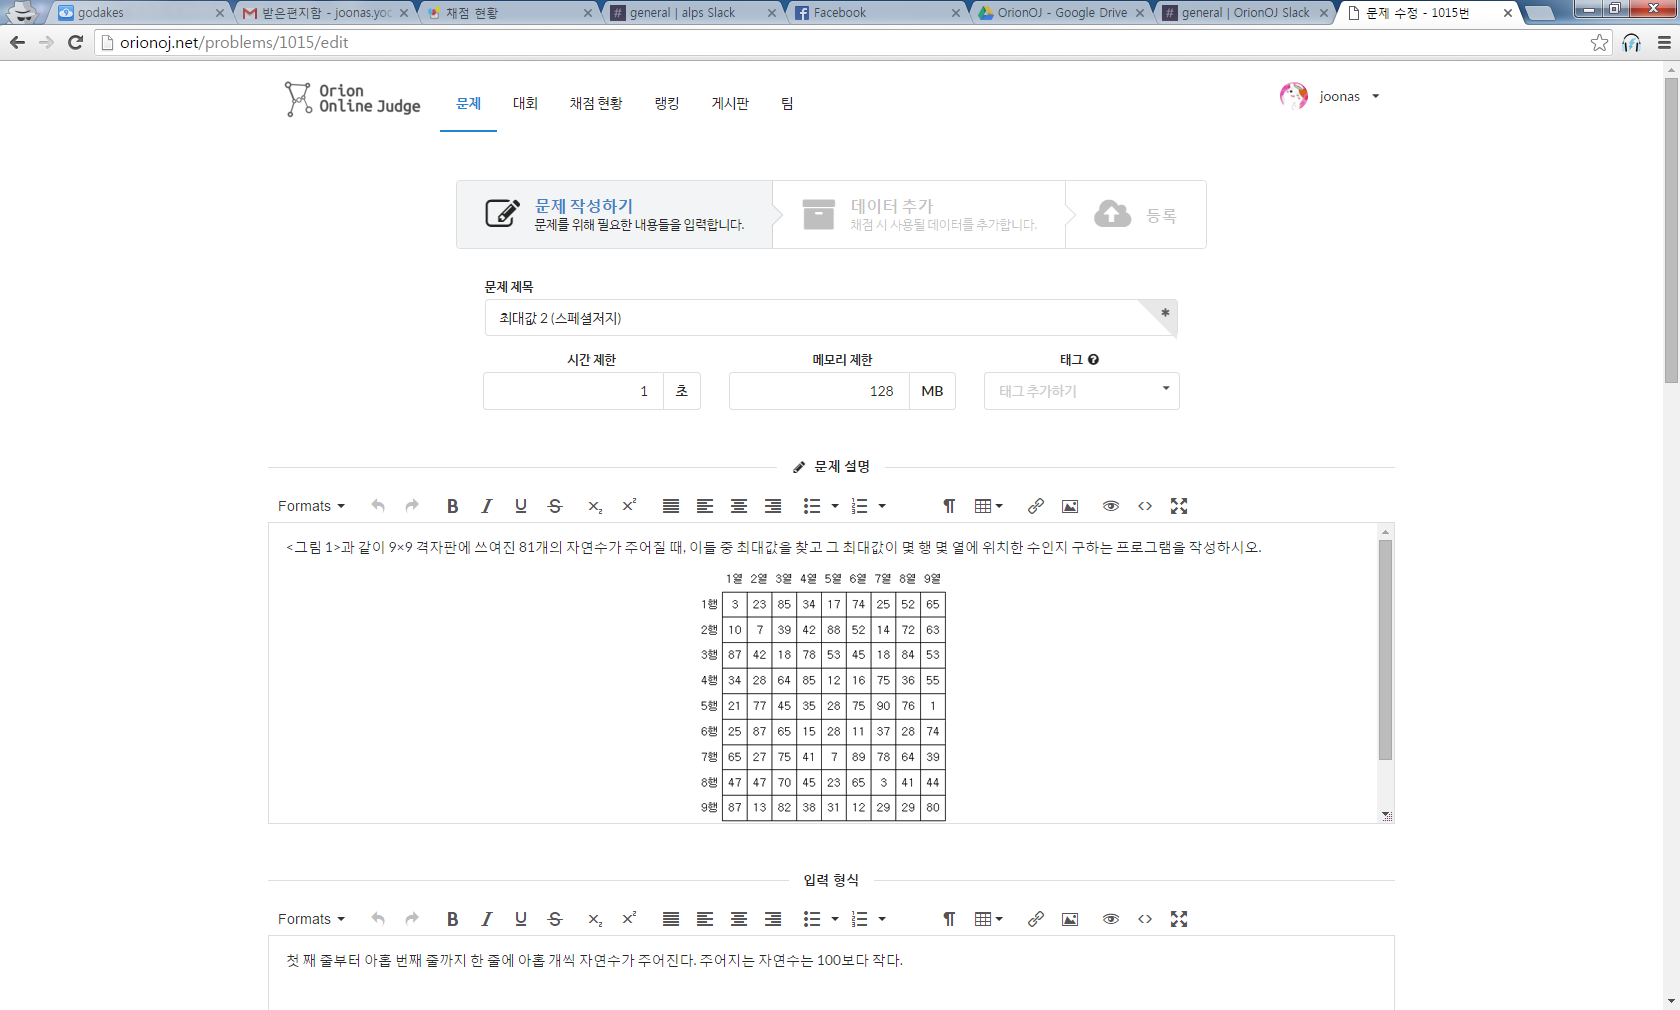 godakes
받은편지함 - joonas.yoc
채점 현황
general | alps Slack
Facebook
OrionOJ - Google Drive
general | OrionOJ Slack
문제 수정 - 1015번
orionoj.net/problems/1015/edit
Orion
Online Judge
문제
대회
채점 현황
랭킹
게시판
팀
joonas
문제 작성하기
문제를 위해 필요한 내용들을 입력합니다.
데이터 추가
채점 시 사용될 데이터를 추가합니다.
등록
문제 제목
최대값 2 (스페셜저지)
시간 제한
메모리 제한
태그
1 초
128 MB
태그 추가하기
문제 설명
Formats
<그림 1>과 같이 9×9 격자판에 쓰여진 81개의 자연수가 주어질 때, 이들 중 최대값을 찾고 그 최대값이 몇 행 몇 열에 위치한 수인지 구하는 프로그램을 작성하시오.
1열 2열 3열 4열 5열 6열 7열 8열 9열
1행 3 23 85 34 17 74 25 52 65
2행 10 7 39 42 88 52 14 72 63
3행 87 42 18 78 53 45 18 84 53
4행 34 28 64 85 12 16 75 36 55
5행 21 77 45 35 28 75 90 76 1
6행 25 87 65 15 28 11 37 28 74
7행 65 27 75 41 7 89 78 64 39
8행 47 47 70 45 23 65 3 41 44
9행 87 13 82 38 31 12 29 29 80
입력 형식
Formats
첫 째 줄부터 아홉 번째 줄까지 한 줄에 아홉 개씩 자연수가 주어진다. 주어지는 자연수는 100보다 작다.